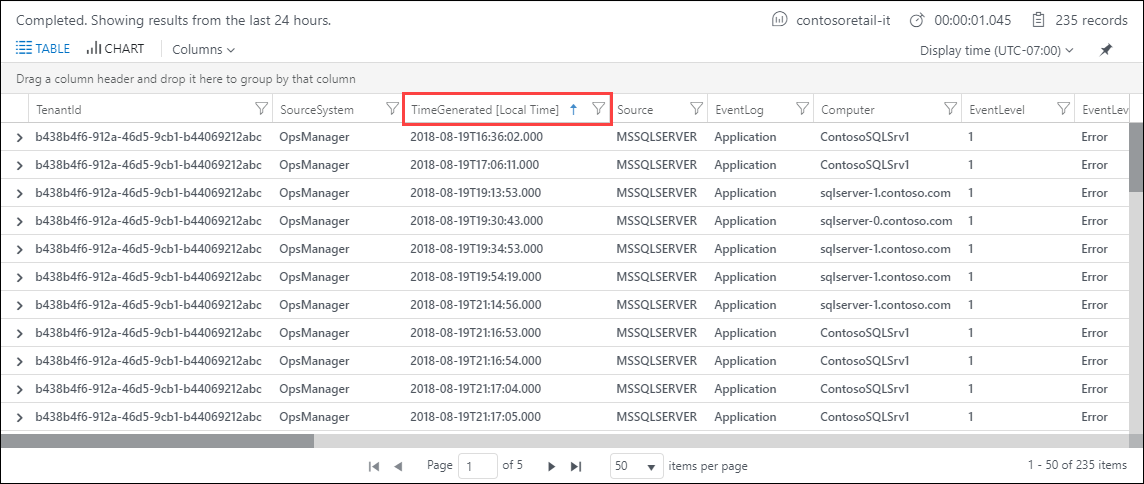 Completed. Showing results from the last 24 hours. contosoretail-it 00:00:01.045 235 records
TABLE CHART Columns Display time (UTC-07:00)
Drag a column header and drop it here to group by that column
TenantId SourceSystem TimeGenerated [Local Time] Source EventLog Computer EventLevel EventLev
b438b4f6-912a-46d5-9cb1-b44069212abc OpsManager 2018-08-19T16:36:02.000 MSSQLSERVER Application ContosoSQLSrv1 1 Error
b438b4f6-912a-46d5-9cb1-b44069212abc OpsManager 2018-08-19T17:06:11.000 MSSQLSERVER Application ContosoSQLSrv1 1 Error
b438b4f6-912a-46d5-9cb1-b44069212abc OpsManager 2018-08-19T19:13:53.000 MSSQLSERVER Application sqlserver-1.contoso.com 1 Error
b438b4f6-912a-46d5-9cb1-b44069212abc OpsManager 2018-08-19T19:30:43.000 MSSQLSERVER Application sqlserver-0.contoso.com 1 Error
b438b4f6-912a-46d5-9cb1-b44069212abc OpsManager 2018-08-19T19:34:53.000 MSSQLSERVER Application sqlserver-1.contoso.com 1 Error
b438b4f6-912a-46d5-9cb1-b44069212abc OpsManager 2018-08-19T19:54:19.000 MSSQLSERVER Application sqlserver-1.contoso.com 1 Error
b438b4f6-912a-46d5-9cb1-b44069212abc OpsManager 2018-08-19T21:14:56.000 MSSQLSERVER Application sqlserver-1.contoso.com 1 Error
b438b4f6-912a-46d5-9cb1-b44069212abc OpsManager 2018-08-19T21:16:53.000 MSSQLSERVER Application ContosoSQLSrv1 1 Error
b438b4f6-912a-46d5-9cb1-b44069212abc OpsManager 2018-08-19T21:16:54.000 MSSQLSERVER Application ContosoSQLSrv1 1 Error
b438b4f6-912a-46d5-9cb1-b44069212abc OpsManager 2018-08-19T21:17:04.000 MSSQLSERVER Application ContosoSQLSrv1 1 Error
b438b4f6-912a-46d5-9cb1-b44069212abc OpsManager 2018-08-19T21:17:05.000 MSSQLSERVER Application ContosoSQLSrv1 1 Error
Page 1 of 5 50 items per page 1 - 50 of 235 items